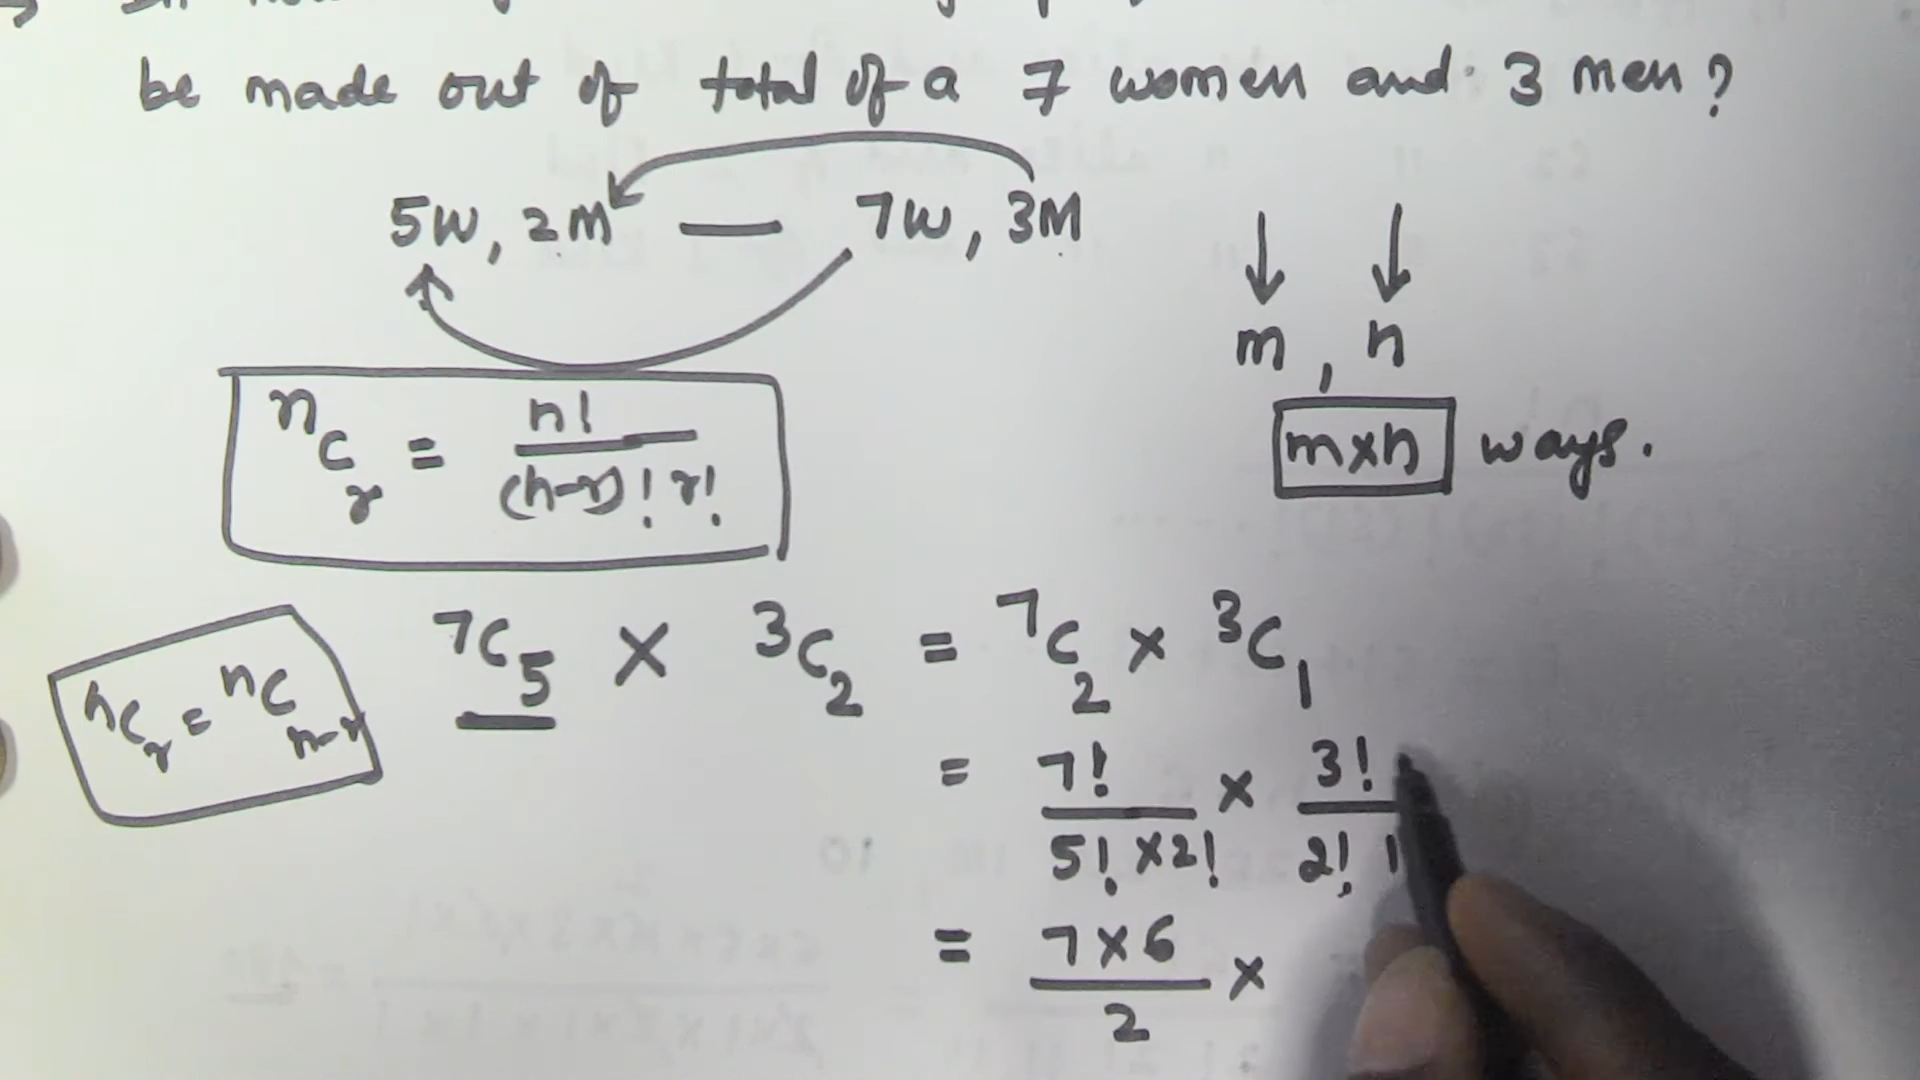 be made out of total of a 7 women and 3 men?
5W, 2M — 7W, 3M
m, n
m×n ways.
ⁿCᵣ = n! / (n-r)! r!
ⁿCᵣ = ⁿCₙ₋ᵣ
⁷C₅ × ³C₂ = ⁷C₂ × ³C₁
= 7! / 5! ×2! × 3! / 2! 1
= 7×6 / 2 ×